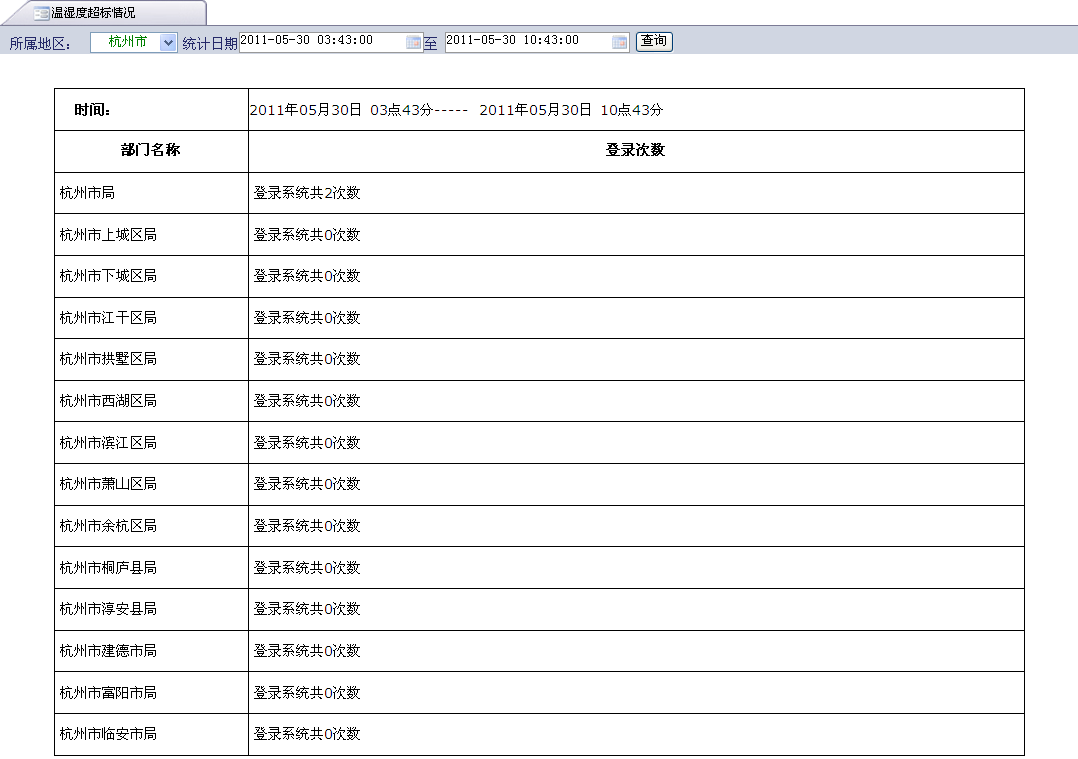 温湿度超标情况
所属地区： 杭州市 统计日期 2011-05-30 03:43:00 至 2011-05-30 10:43:00 查询
时间： 2011年05月30日 03点43分----- 2011年05月30日 10点43分
部门名称 登录次数
杭州市局 登录系统共2次数
杭州市上城区局 登录系统共0次数
杭州市下城区局 登录系统共0次数
杭州市江干区局 登录系统共0次数
杭州市拱墅区局 登录系统共0次数
杭州市西湖区局 登录系统共0次数
杭州市滨江区局 登录系统共0次数
杭州市萧山区局 登录系统共0次数
杭州市余杭区局 登录系统共0次数
杭州市桐庐县局 登录系统共0次数
杭州市淳安县局 登录系统共0次数
杭州市建德市局 登录系统共0次数
杭州市富阳市局 登录系统共0次数
杭州市临安市局 登录系统共0次数